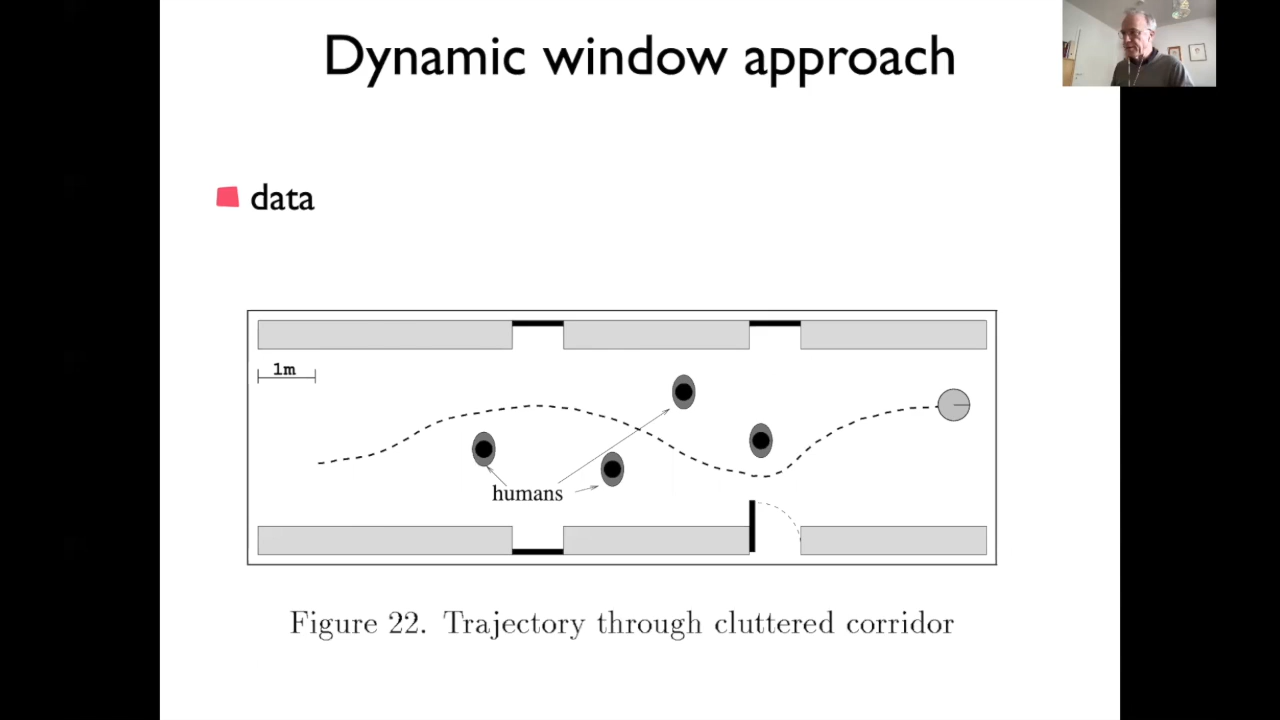 Dynamic window approach
data
1m
humans
Figure 22. Trajectory through cluttered corridor